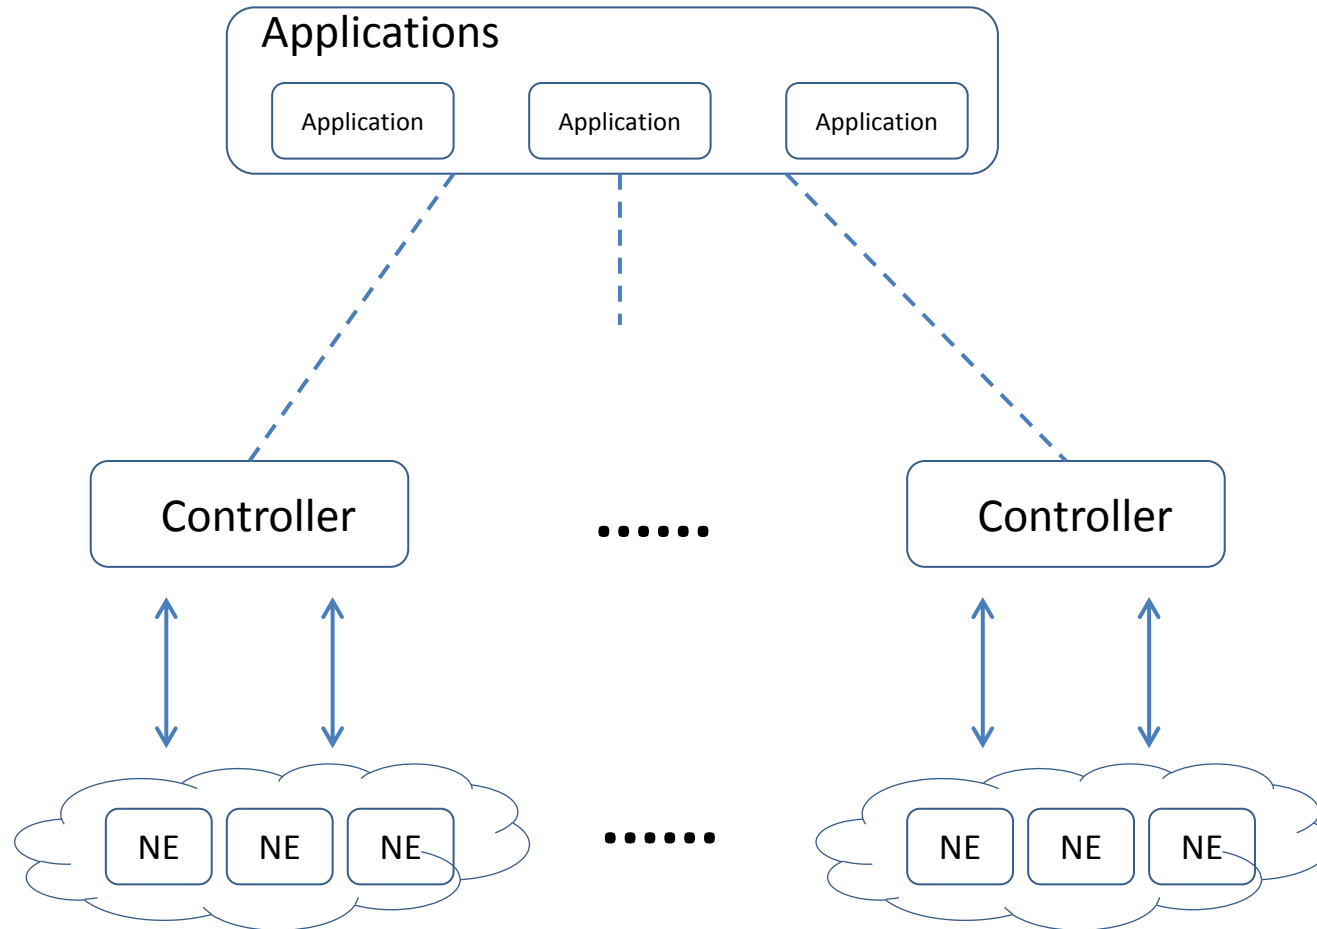 Applications
Application Application Application
Controller ...... Controller
NE NE NE ...... NE NE NE